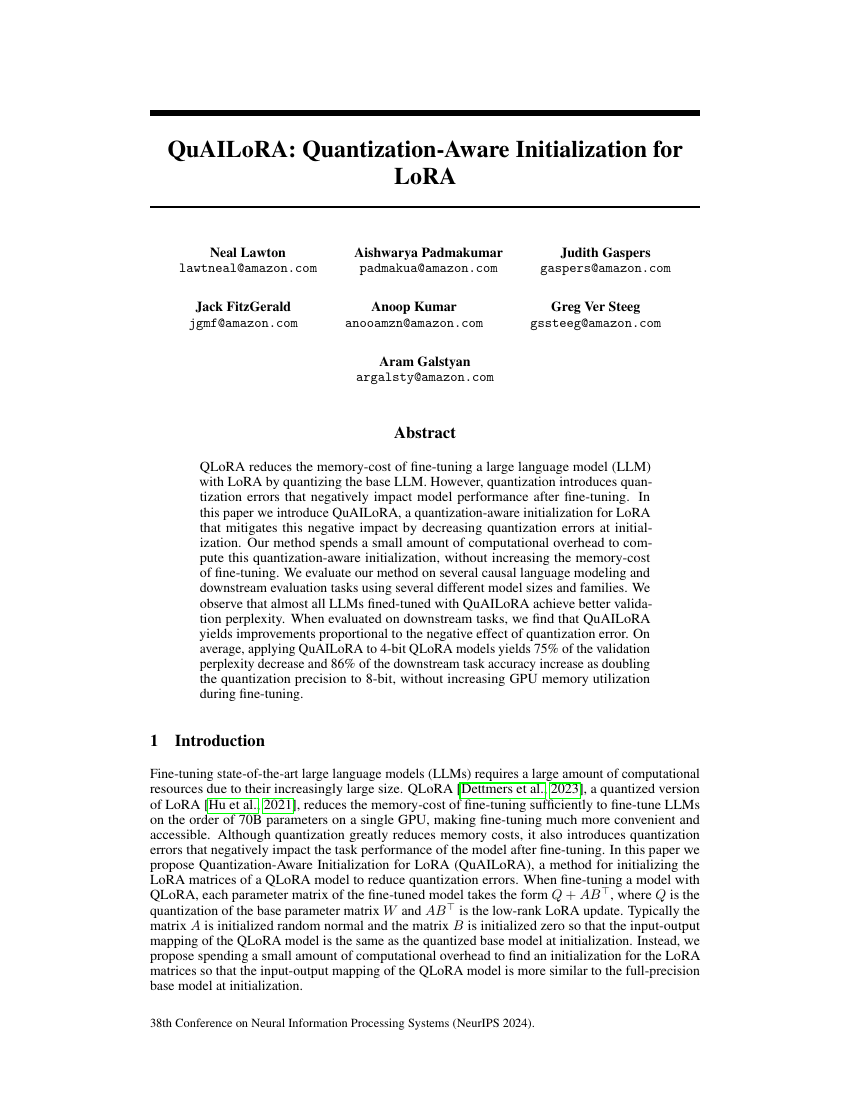 QuAILoRA: Quantization-Aware Initialization for
LoRA
Neal Lawton
lawtneal@amazon.com
Aishwarya Padmakumar
padmakua@amazon.com
Judith Gaspers
gaspers@amazon.com
Jack FitzGerald
jgmf@amazon.com
Anoop Kumar
anooamzn@amazon.com
Greg Ver Steeg
gssteeg@amazon.com
Aram Galstyan
argalsty@amazon.com
Abstract
QLoRA reduces the memory-cost of fine-tuning a large language model (LLM)
with LoRA by quantizing the base LLM. However, quantization introduces quan-
tization errors that negatively impact model performance after fine-tuning. In
this paper we introduce QuAILoRA, a quantization-aware initialization for LoRA
that mitigates this negative impact by decreasing quantization errors at initial-
ization. Our method spends a small amount of computational overhead to com-
pute this quantization-aware initialization, without increasing the memory-cost
of fine-tuning. We evaluate our method on several causal language modeling and
downstream evaluation tasks using several different model sizes and families. We
observe that almost all LLMs fined-tuned with QuAILoRA achieve better valida-
tion perplexity. When evaluated on downstream tasks, we find that QuAILoRA
yields improvements proportional to the negative effect of quantization error. On
average, applying QuAILoRA to 4-bit QLoRA models yields 75% of the validation
perplexity decrease and 86% of the downstream task accuracy increase as doubling
the quantization precision to 8-bit, without increasing GPU memory utilization
during fine-tuning.
1 Introduction
Fine-tuning state-of-the-art large language models (LLMs) requires a large amount of computational
resources due to their increasingly large size. QLoRA [Dettmers et al., 2023], a quantized version
of LoRA [Hu et al., 2021], reduces the memory-cost of fine-tuning sufficiently to fine-tune LLMs
on the order of 70B parameters on a single GPU, making fine-tuning much more convenient and
accessible. Although quantization greatly reduces memory costs, it also introduces quantization
errors that negatively impact the task performance of the model after fine-tuning. In this paper we
propose Quantization-Aware Initialization for LoRA (QuAILoRA), a method for initializing the
LoRA matrices of a QLoRA model to reduce quantization errors. When fine-tuning a model with
QLoRA, each parameter matrix of the fine-tuned model takes the form Q + AB⊤, where Q is the
quantization of the base parameter matrix W and AB⊤ is the low-rank LoRA update. Typically the
matrix A is initialized random normal and the matrix B is initialized zero so that the input-output
mapping of the QLoRA model is the same as the quantized base model at initialization. Instead, we
propose spending a small amount of computational overhead to find an initialization for the LoRA
matrices so that the input-output mapping of the QLoRA model is more similar to the full-precision
base model at initialization.
38th Conference on Neural Information Processing Systems (NeurIPS 2024).